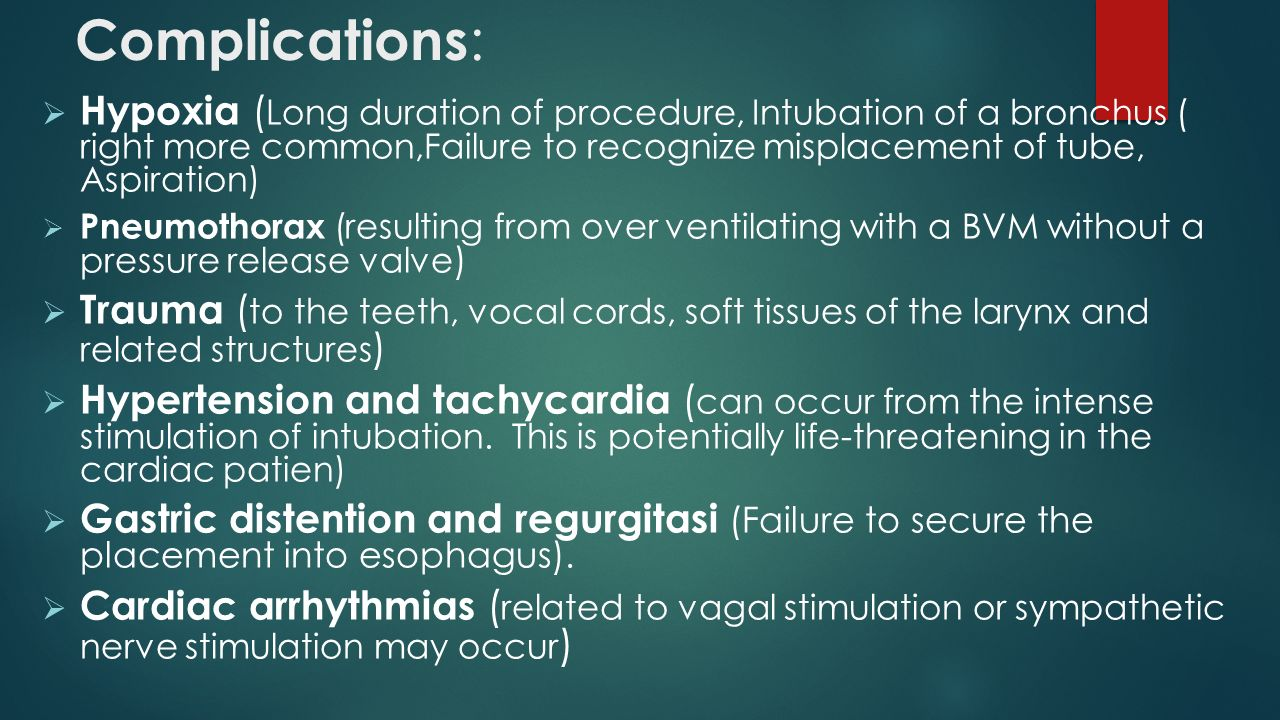 Complications:
Hypoxia (Long duration of procedure, Intubation of a bronchus (
right more common,Failure to recognize misplacement of tube,
Aspiration)
Pneumothorax (resulting from over ventilating with a BVM without a
pressure release valve)
Trauma (to the teeth, vocal cords, soft tissues of the larynx and
related structures)
Hypertension and tachycardia (can occur from the intense
stimulation of intubation. This is potentially life-threatening in the
cardiac patien)
Gastric distention and regurgitasi (Failure to secure the
placement into esophagus).
Cardiac arrhythmias (related to vagal stimulation or sympathetic
nerve stimulation may occur)